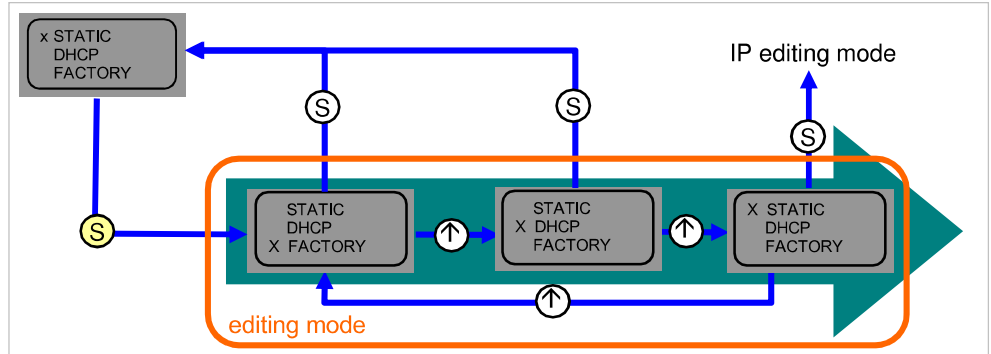 x STATIC
DHCP
FACTORY
IP editing mode
S
S
S
S
STATIC
DHCP
X FACTORY
↑
STATIC
X DHCP
FACTORY
↑
X STATIC
DHCP
FACTORY
↑
editing mode